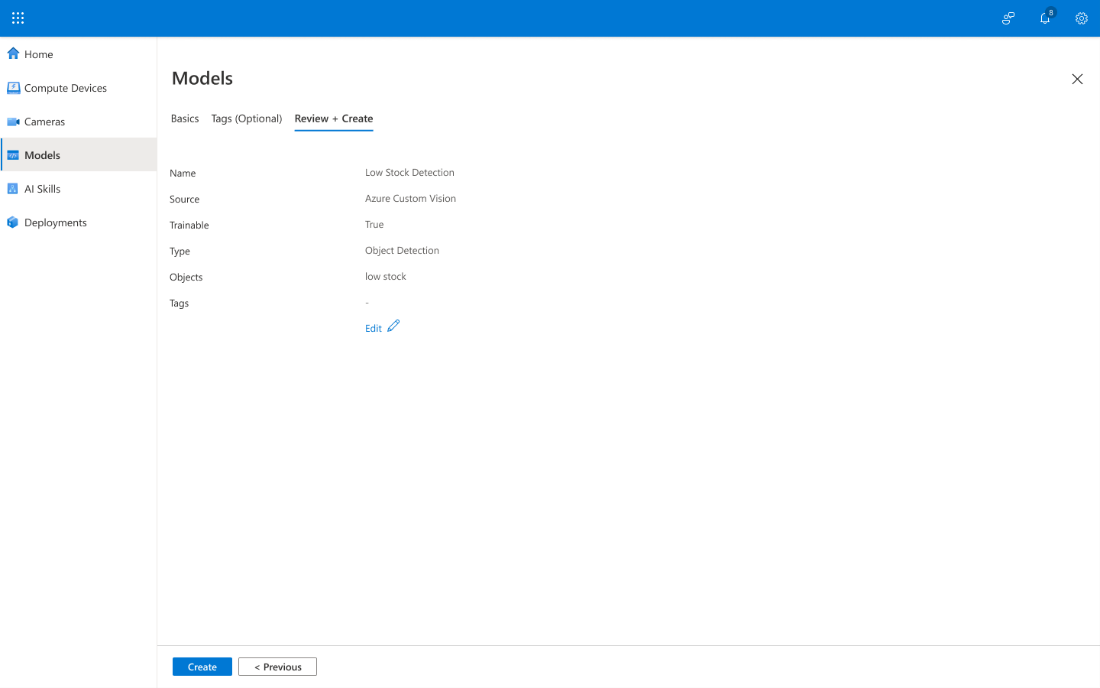 8
Home
Compute Devices
Cameras
Models
AI Skills
Deployments
Models
Basics Tags (Optional) Review + Create
Name Low Stock Detection
Source Azure Custom Vision
Trainable True
Type Object Detection
Objects low stock
Tags -
Edit
Create < Previous